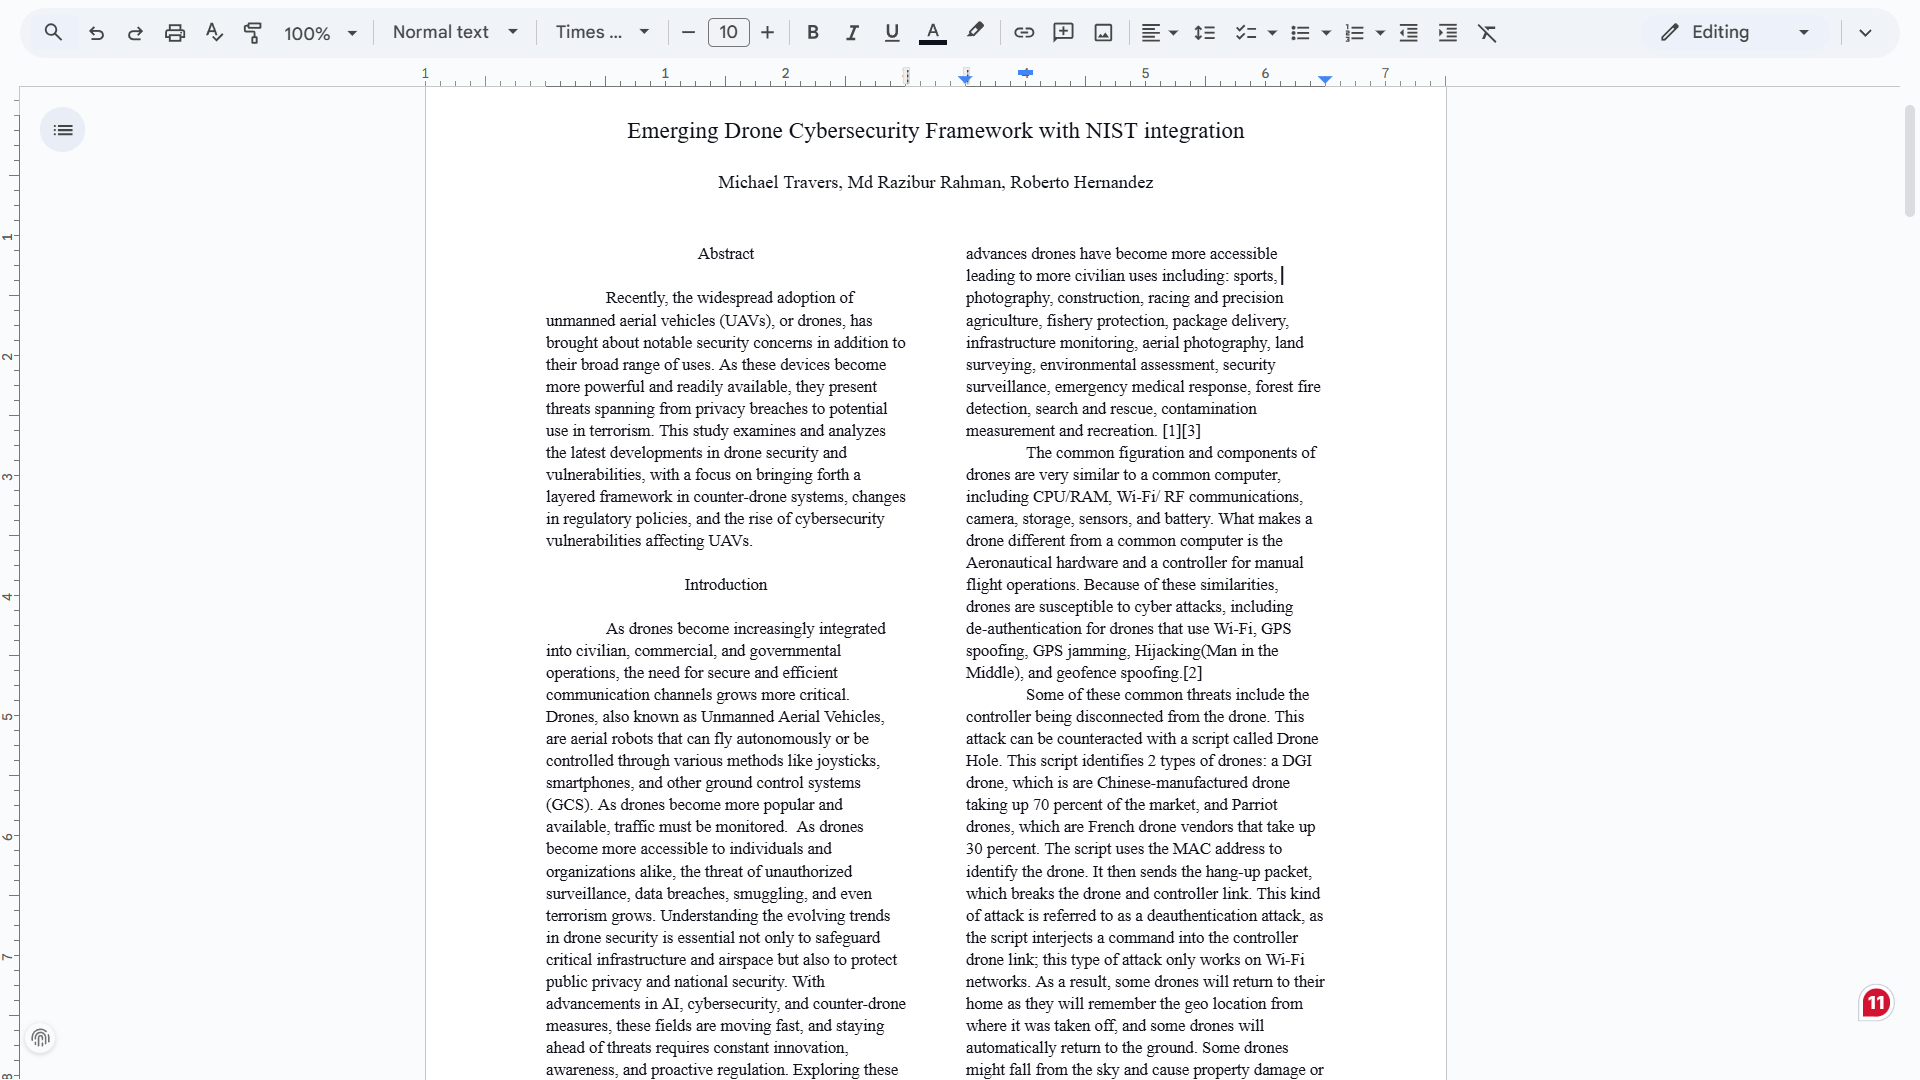 100%
Normal text
Times ...
10
B
I
U
A
Editing
1
1
2
4
5
6
7
Emerging Drone Cybersecurity Framework with NIST integration
Michael Travers, Md Razibur Rahman, Roberto Hernandez
Abstract
Recently, the widespread adoption of
unmanned aerial vehicles (UAVs), or drones, has
brought about notable security concerns in addition to
their broad range of uses. As these devices become
more powerful and readily available, they present
threats spanning from privacy breaches to potential
use in terrorism. This study examines and analyzes
the latest developments in drone security and
vulnerabilities, with a focus on bringing forth a
layered framework in counter-drone systems, changes
in regulatory policies, and the rise of cybersecurity
vulnerabilities affecting UAVs.
Introduction
As drones become increasingly integrated
into civilian, commercial, and governmental
operations, the need for secure and efficient
communication channels grows more critical.
Drones, also known as Unmanned Aerial Vehicles,
are aerial robots that can fly autonomously or be
controlled through various methods like joysticks,
smartphones, and other ground control systems
(GCS). As drones become more popular and
available, traffic must be monitored.  As drones
become more accessible to individuals and
organizations alike, the threat of unauthorized
surveillance, data breaches, smuggling, and even
terrorism grows. Understanding the evolving trends
in drone security is essential not only to safeguard
critical infrastructure and airspace but also to protect
public privacy and national security. With
advancements in AI, cybersecurity, and counter-drone
measures, these fields are moving fast, and staying
ahead of threats requires constant innovation,
awareness, and proactive regulation. Exploring these
advances drones have become more accessible
leading to more civilian uses including: sports,
photography, construction, racing and precision
agriculture, fishery protection, package delivery,
infrastructure monitoring, aerial photography, land
surveying, environmental assessment, security
surveillance, emergency medical response, forest fire
detection, search and rescue, contamination
measurement and recreation. [1][3]
The common figuration and components of
drones are very similar to a common computer,
including CPU/RAM, Wi-Fi/ RF communications,
camera, storage, sensors, and battery. What makes a
drone different from a common computer is the
Aeronautical hardware and a controller for manual
flight operations. Because of these similarities,
drones are susceptible to cyber attacks, including
de-authentication for drones that use Wi-Fi, GPS
spoofing, GPS jamming, Hijacking(Man in the
Middle), and geofence spoofing.[2]
Some of these common threats include the
controller being disconnected from the drone. This
attack can be counteracted with a script called Drone
Hole. This script identifies 2 types of drones: a DGI
drone, which is are Chinese-manufactured drone
taking up 70 percent of the market, and Parriot
drones, which are French drone vendors that take up
30 percent. The script uses the MAC address to
identify the drone. It then sends the hang-up packet,
which breaks the drone and controller link. This kind
of attack is referred to as a deauthentication attack, as
the script interjects a command into the controller
drone link; this type of attack only works on Wi-Fi
networks. As a result, some drones will return to their
home as they will remember the geo location from
where it was taken off, and some drones will
automatically return to the ground. Some drones
might fall from the sky and cause property damage or
1
2
3
4
5
6
7
8
11